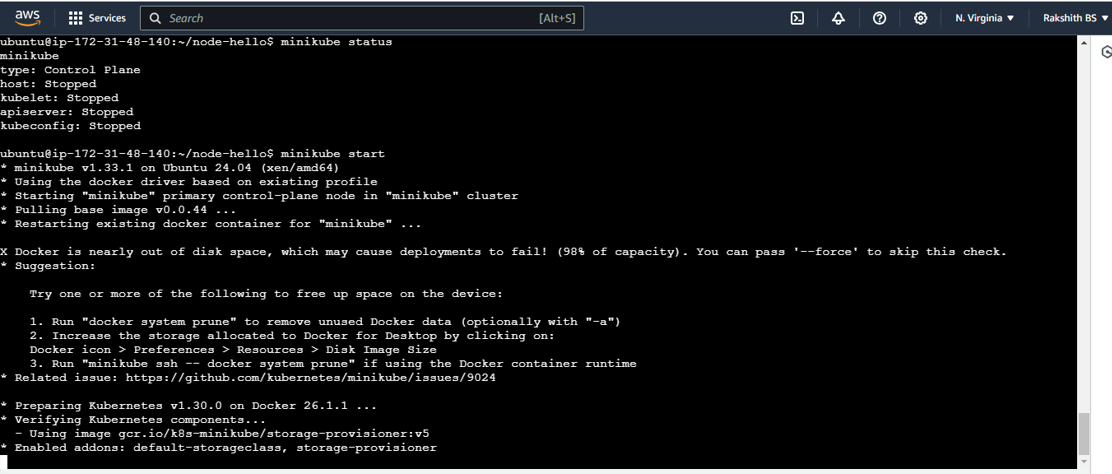 aws Services Search [Alt+S] N. Virginia Rakshith BS
ubuntu@ip-172-31-48-140:~/node-hello$ minikube status
minikube
type: Control Plane
host: Stopped
kubelet: Stopped
apiserver: Stopped
kubeconfig: Stopped
ubuntu@ip-172-31-48-140:~/node-hello$ minikube start
* minikube v1.33.1 on Ubuntu 24.04 (xen/amd64)
* Using the docker driver based on existing profile
* Starting "minikube" primary control-plane node in "minikube" cluster
* Pulling base image v0.0.44 ...
* Restarting existing docker container for "minikube" ...
X Docker is nearly out of disk space, which may cause deployments to fail! (98% of capacity). You can pass '--force' to skip this check.
* Suggestion:
Try one or more of the following to free up space on the device:
1. Run "docker system prune" to remove unused Docker data (optionally with "-a")
2. Increase the storage allocated to Docker for Desktop by clicking on:
Docker icon > Preferences > Resources > Disk Image Size
3. Run "minikube ssh -- docker system prune" if using the Docker container runtime
* Related issue: https://github.com/kubernetes/minikube/issues/9024
* Preparing Kubernetes v1.30.0 on Docker 26.1.1 ...
* Verifying Kubernetes components...
- Using image gcr.io/k8s-minikube/storage-provisioner:v5
* Enabled addons: default-storageclass, storage-provisioner